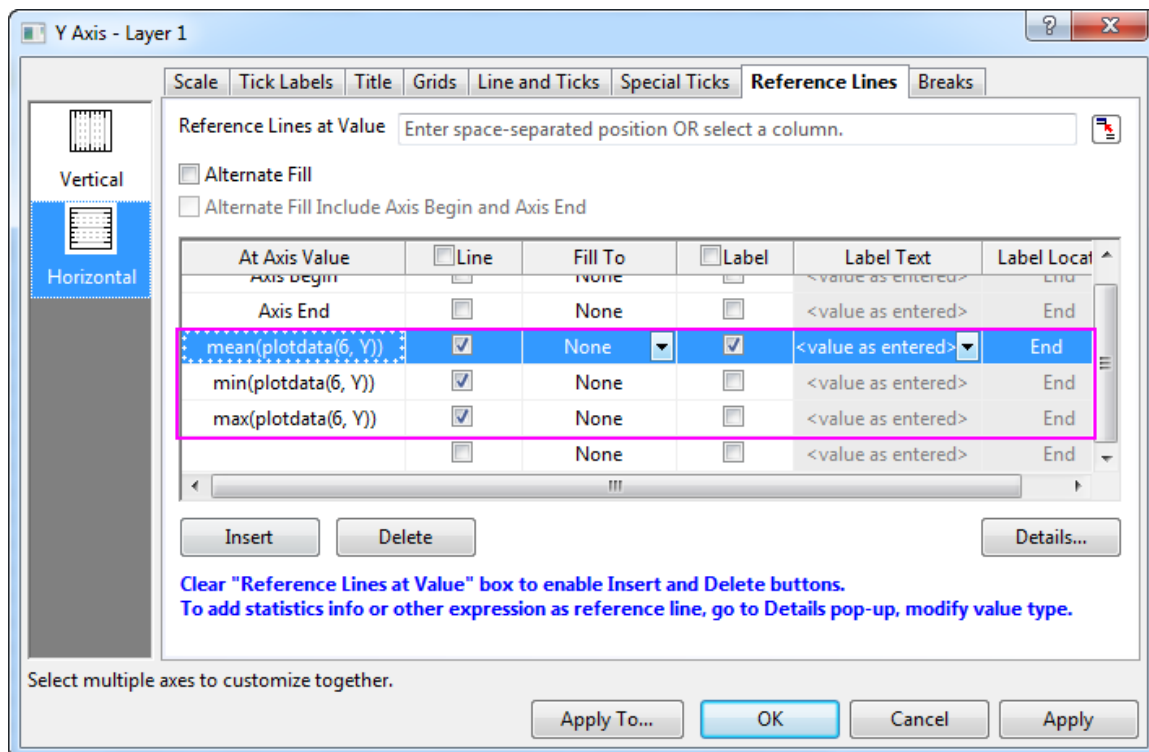 Y Axis - Layer 1
Scale Tick Labels Title Grids Line and Ticks Special Ticks Reference Lines Breaks
Vertical
Horizontal
Reference Lines at Value Enter space-separated position OR select a column.
Alternate Fill
Alternate Fill Include Axis Begin and Axis End
At Axis Value Line Fill To Label Label Text Label Locat
Axis Begin None <value as entered> End
Axis End None <value as entered> End
mean(plotdata(6, Y)) None <value as entered> End
min(plotdata(6, Y)) None <value as entered> End
max(plotdata(6, Y)) None <value as entered> End
None <value as entered> End
Insert Delete Details...
Clear "Reference Lines at Value" box to enable Insert and Delete buttons.
To add statistics info or other expression as reference line, go to Details pop-up, modify value type.
Select multiple axes to customize together.
Apply To... OK Cancel Apply